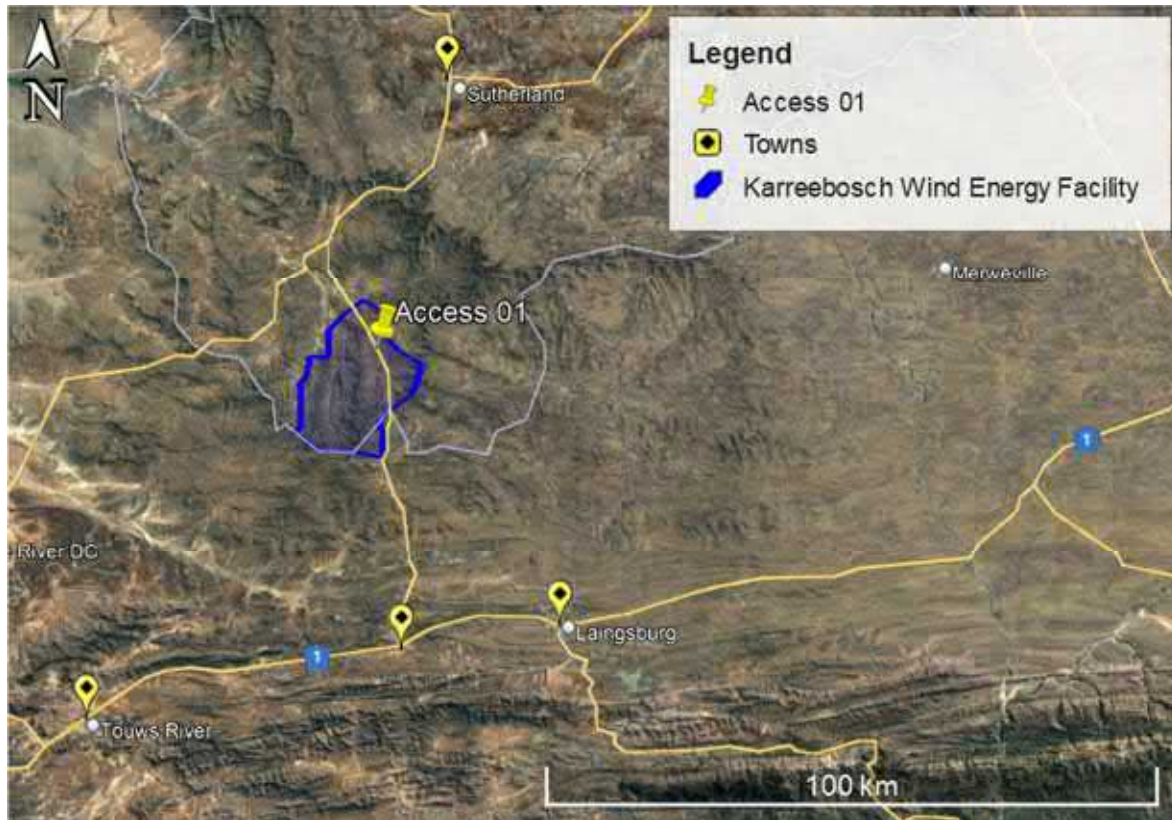 N
Sutherland
Legend
Access 01
Towns
Karreebosch Wind Energy Facility
Merweville
Access 01
1
River DC
Laingsburg
1
Touws River
100 km